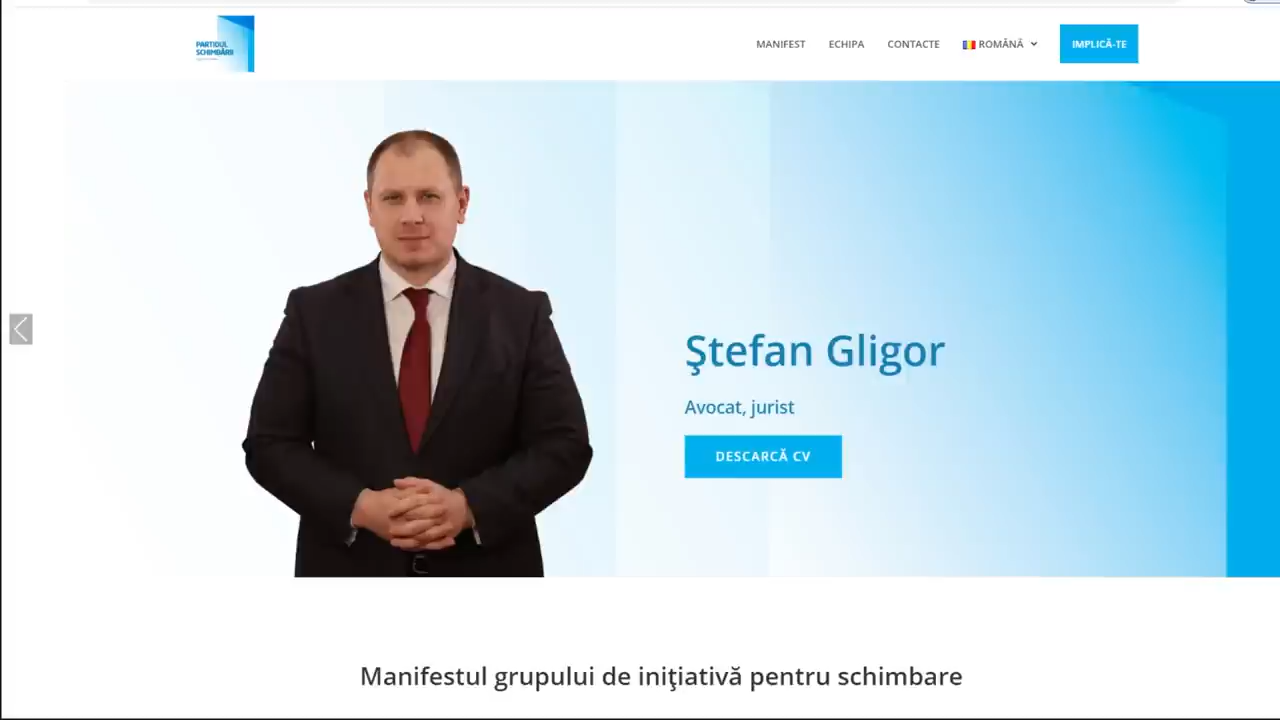 PARTIDUL
SCHIMBĂRII
MANIFEST
ECHIPA
CONTACTE
ROMÂNĂ
IMPLICĂ-TE
Ştefan Gligor
Avocat, jurist
DESCARCĂ CV
Manifestul grupului de iniţiativă pentru schimbare